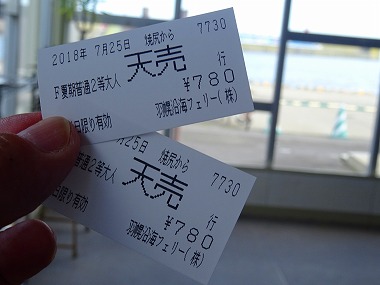 2018年 7月25日 焼尻から 7730
天売 行
F夏期普通2等大人 ￥780
日限り有効 羽幌沿海フェリー(株)
25日 焼尻から 7730
天売 行
普通2等大人 ￥780
日限り有効 羽幌沿海フェリー(株)